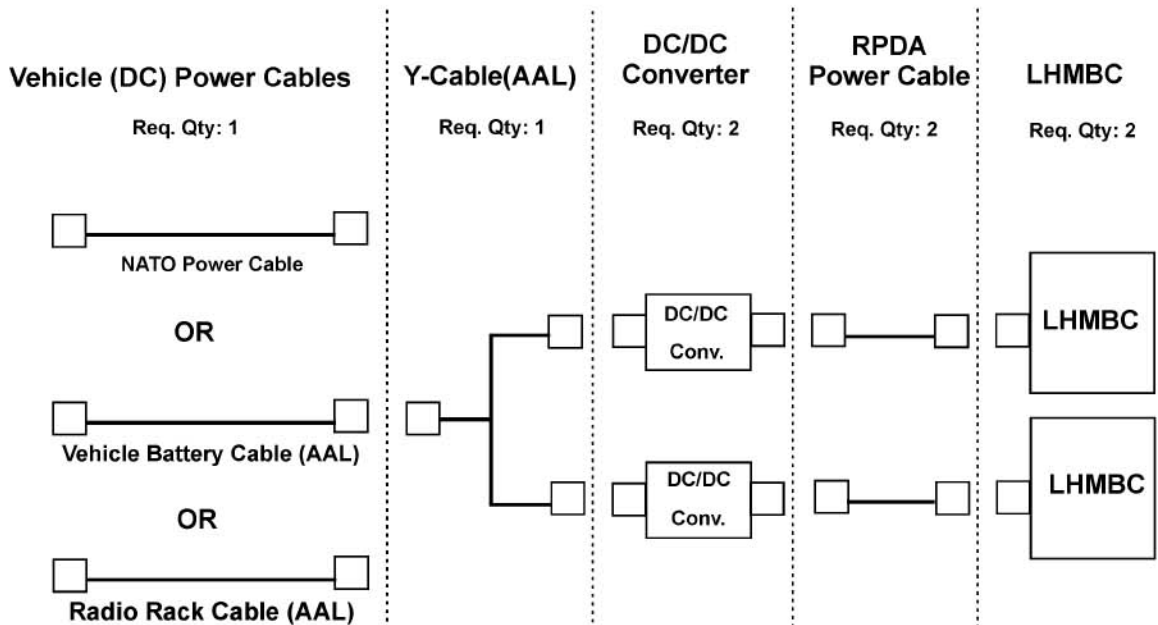 Vehicle (DC) Power Cables
Req. Qty: 1
NATO Power Cable
OR
Vehicle Battery Cable (AAL)
OR
Radio Rack Cable (AAL)
Y-Cable(AAL)
Req. Qty: 1
DC/DC
Converter
Req. Qty: 2
DC/DC
Conv.
DC/DC
Conv.
RPDA
Power Cable
Req. Qty: 2
LHMBC
Req. Qty: 2
LHMBC
LHMBC